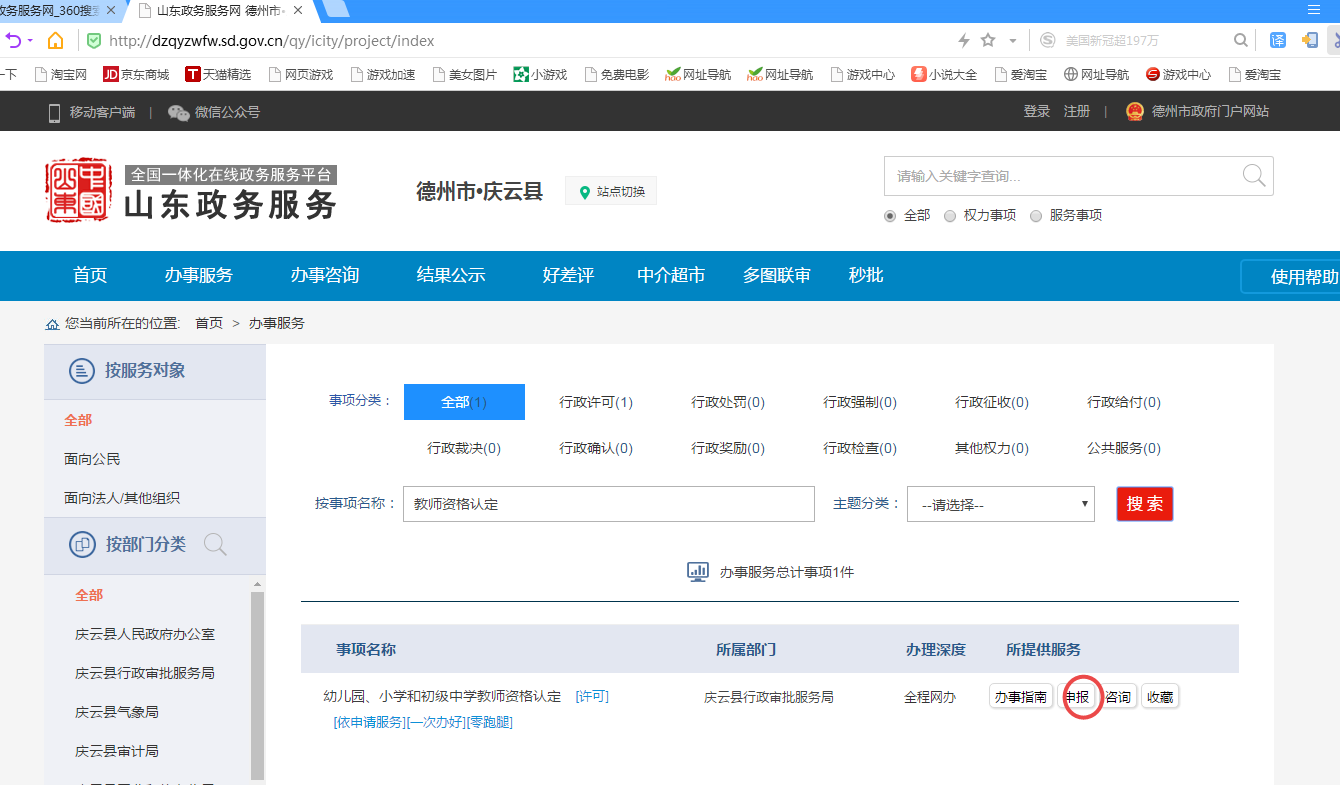 政务服务网_360搜索 ×
山东政务服务网 德州市· ×
http://dzqyzwfw.sd.gov.cn/qy/icity/project/index
美国新冠超197万
译
一下 淘宝网 JD 京东商城 T 天猫精选 网页游戏 游戏加速 美女图片 小游戏 免费电影 hao 网址导航 hao 网址导航 游戏中心 小说大全 爱淘宝 网址导航 游戏中心 爱淘宝
移动客户端 | 微信公众号
登录 注册 | 德州市政府门户网站
中国山东
全国一体化在线政务服务平台
山东政务服务
德州市•庆云县
站点切换
请输入关键字查询...
全部 权力事项 服务事项
首页 办事服务 办事咨询 结果公示 好差评 中介超市 多图联审 秒批 使用帮助
您当前所在的位置: 首页 > 办事服务
按服务对象
全部
面向公民
面向法人/其他组织
按部门分类
全部
庆云县人民政府办公室
庆云县行政审批服务局
庆云县气象局
庆云县审计局
事项分类： 全部(1) 行政许可(1) 行政处罚(0) 行政强制(0) 行政征收(0) 行政给付(0)
行政裁决(0) 行政确认(0) 行政奖励(0) 行政检查(0) 其他权力(0) 公共服务(0)
按事项名称： 教师资格认定 主题分类： --请选择-- 搜索
办事服务总计事项1件
事项名称 所属部门 办理深度 所提供服务
幼儿园、小学和初级中学教师资格认定 [许可] 庆云县行政审批服务局 全程网办 办事指南 申报 咨询 收藏
[依申请服务][一次办好][零跑腿]